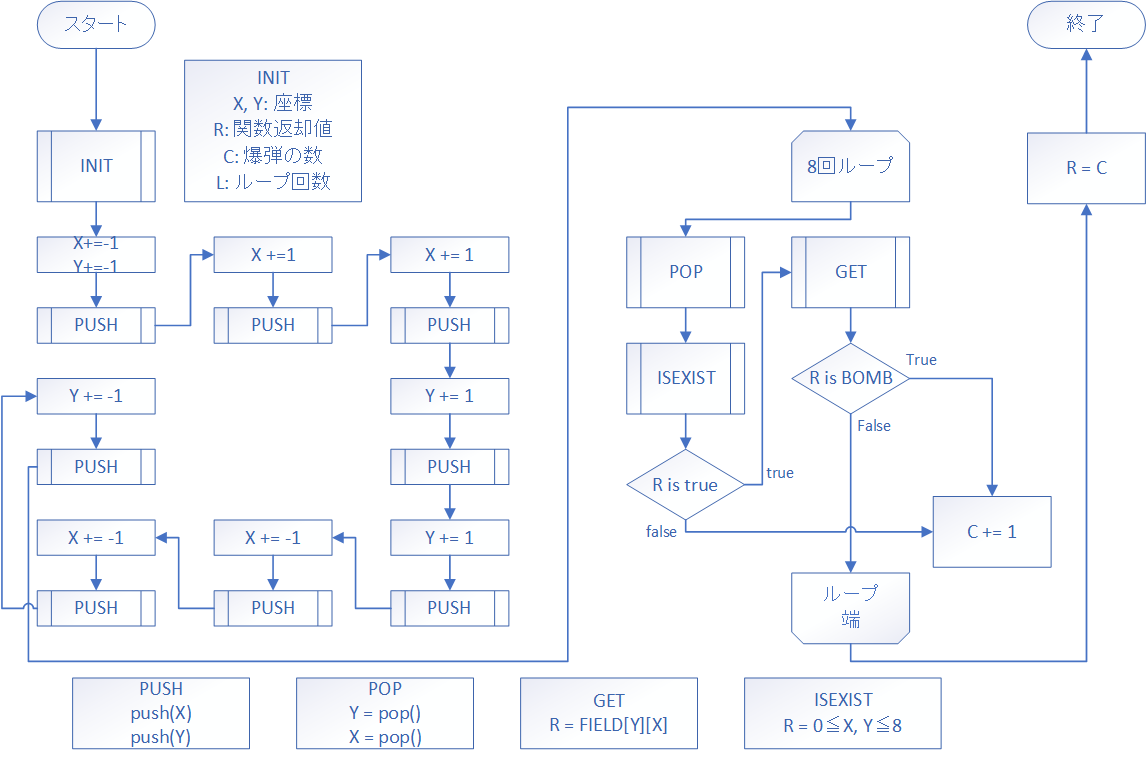 スタート
INIT
X, Y: 座標
R: 関数返却値
C: 爆弾の数
L: ループ回数
INIT
X+=-1
Y+=-1
PUSH
X +=1
PUSH
X += 1
PUSH
Y += 1
PUSH
Y += 1
PUSH
X += -1
PUSH
X += -1
PUSH
Y += -1
PUSH
8回ループ
POP
ISEXIST
R is true
true
false
GET
R is BOMB
True
False
C += 1
ループ
端
R = C
終了
PUSH
push(X)
push(Y)
POP
Y = pop()
X = pop()
GET
R = FIELD[Y][X]
ISEXIST
R = 0≦X, Y≦8